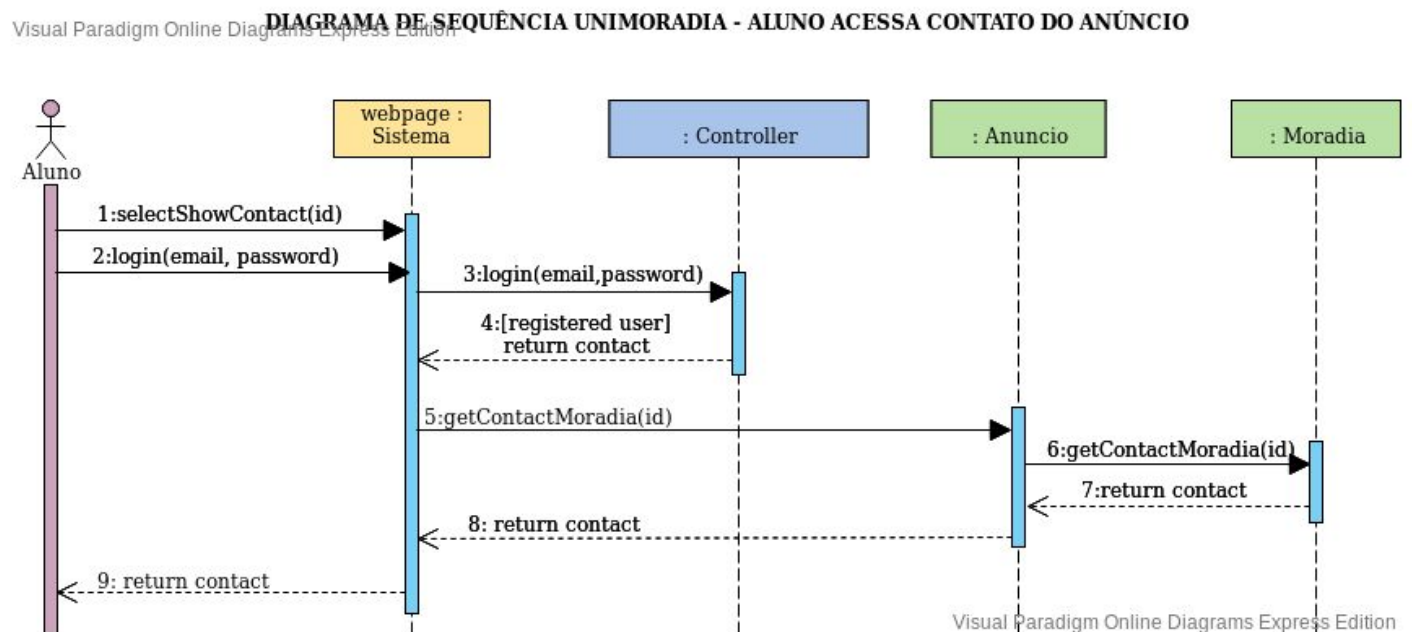 DIAGRAMA DE SEQUÊNCIA UNIMORADIA - ALUNO ACESSA CONTATO DO ANÚNCIO
Visual Paradigm Online Diagrams Express Edition
webpage :
Sistema
: Controller
: Anuncio
: Moradia
Aluno
1:selectShowContact(id)
2:login(email, password)
3:login(email,password)
4:[registered user]
return contact
5:getContactMoradia(id)
6:getContactMoradia(id)
7:return contact
8: return contact
9: return contact
Visual Paradigm Online Diagrams Express Edition